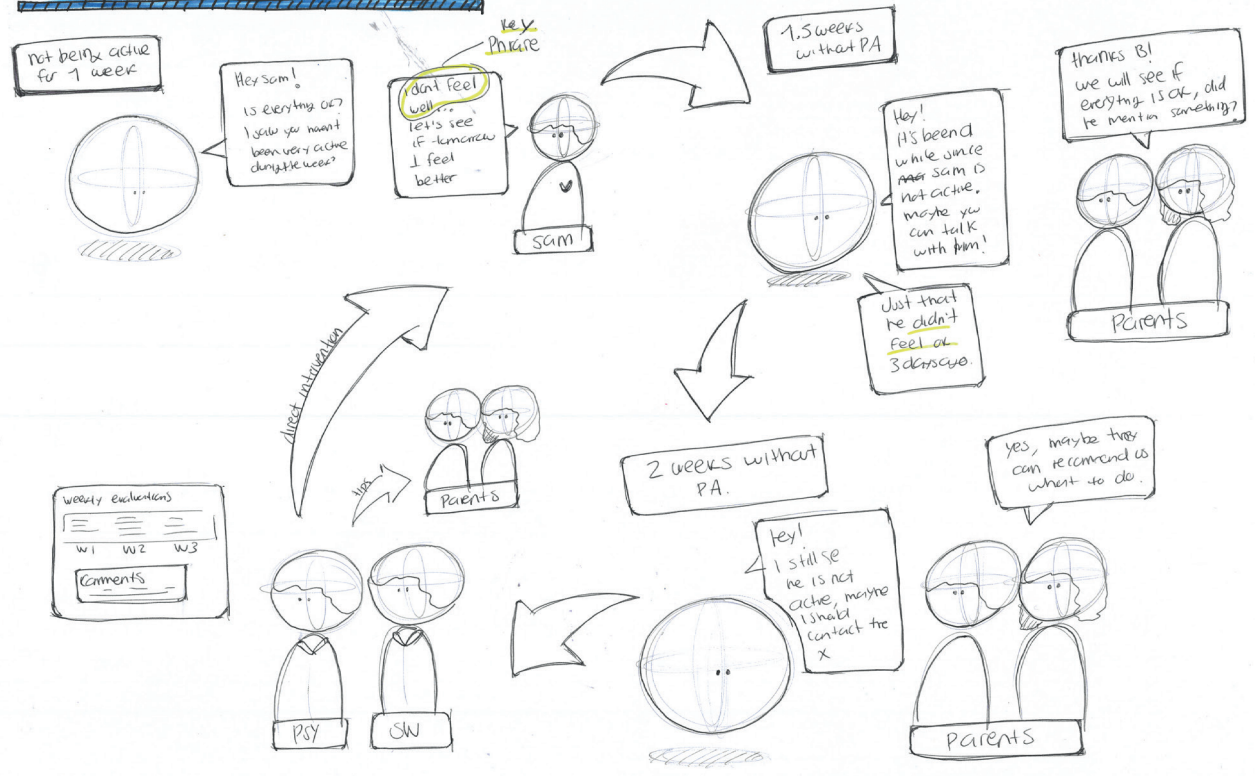 not being active
for 1 week
Hey Sam!
Is everything ok?
I saw you haven't
been very active
during the week?
key
Phrase
I dont feel
well...
let's see
if tomorrow
I feel
better
sam
1.5 weeks
without PA
Hey!
it's been a
while since
sam is
not active.
maybe you
can talk
with him!
thanks B!
we will see if
everything is ok, did
he mention something?
Just that
he didn't
feel ok
3 days ago.
Parents
direct intervention
tips
Parents
2 weeks without
PA.
Hey!
I still se
he is not
active, maybe
I should
contact the
x
yes, maybe they
can recommend us
what to do.
Parents
weekly evaluations
W1 W2 W3
Comments
PSY
SW